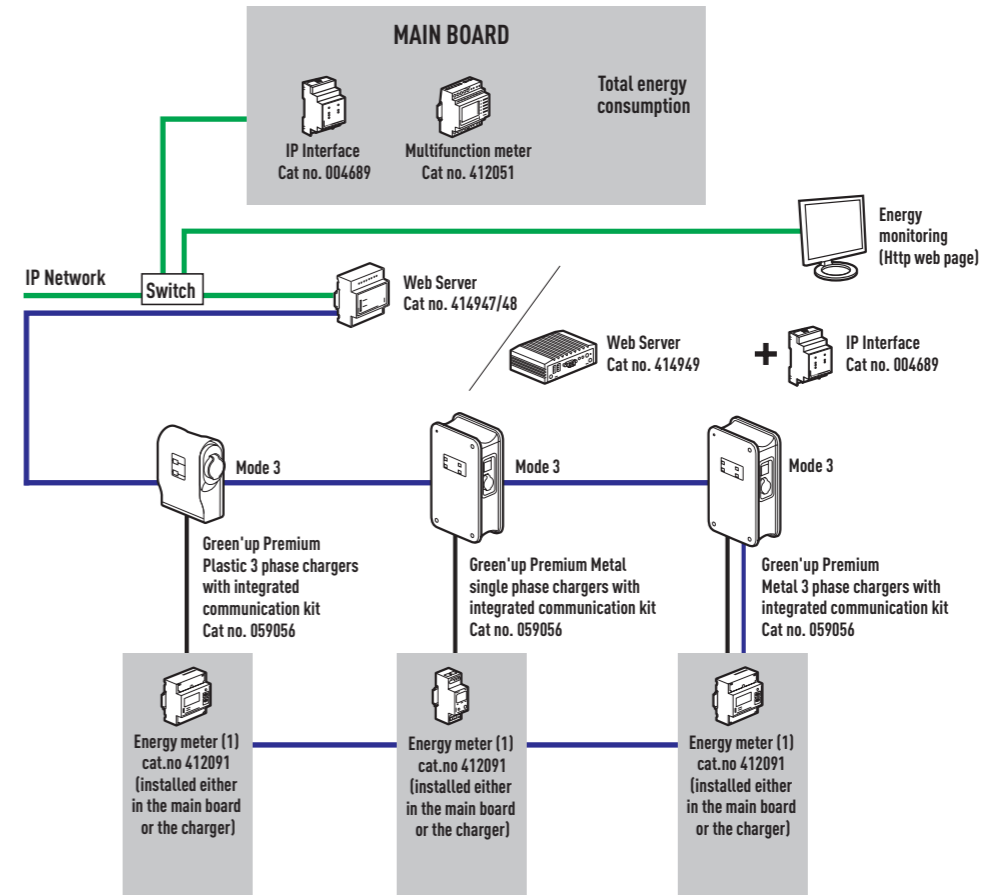 MAIN BOARD
Total energy
consumption
IP Interface
Cat no. 004689
Multifunction meter
Cat no. 412051
Energy
monitoring
(Http web page)
IP Network
Switch
Web Server
Cat no. 414947/48
Web Server
Cat no. 414949
+
IP Interface
Cat no. 004689
Mode 3
Mode 3
Mode 3
Green'up Premium
Plastic 3 phase chargers
with integrated
communication kit
Cat no. 059056
Green'up Premium Metal
single phase chargers with
integrated communication kit
Cat no. 059056
Green'up Premium
Metal 3 phase chargers with
integrated communication kit
Cat no. 059056
Energy meter (1)
cat.no 412091
(installed either
in the main board
or the charger)
Energy meter (1)
cat.no 412091
(installed either
in the main board
or the charger)
Energy meter (1)
cat.no 412091
(installed either
in the main board
or the charger)